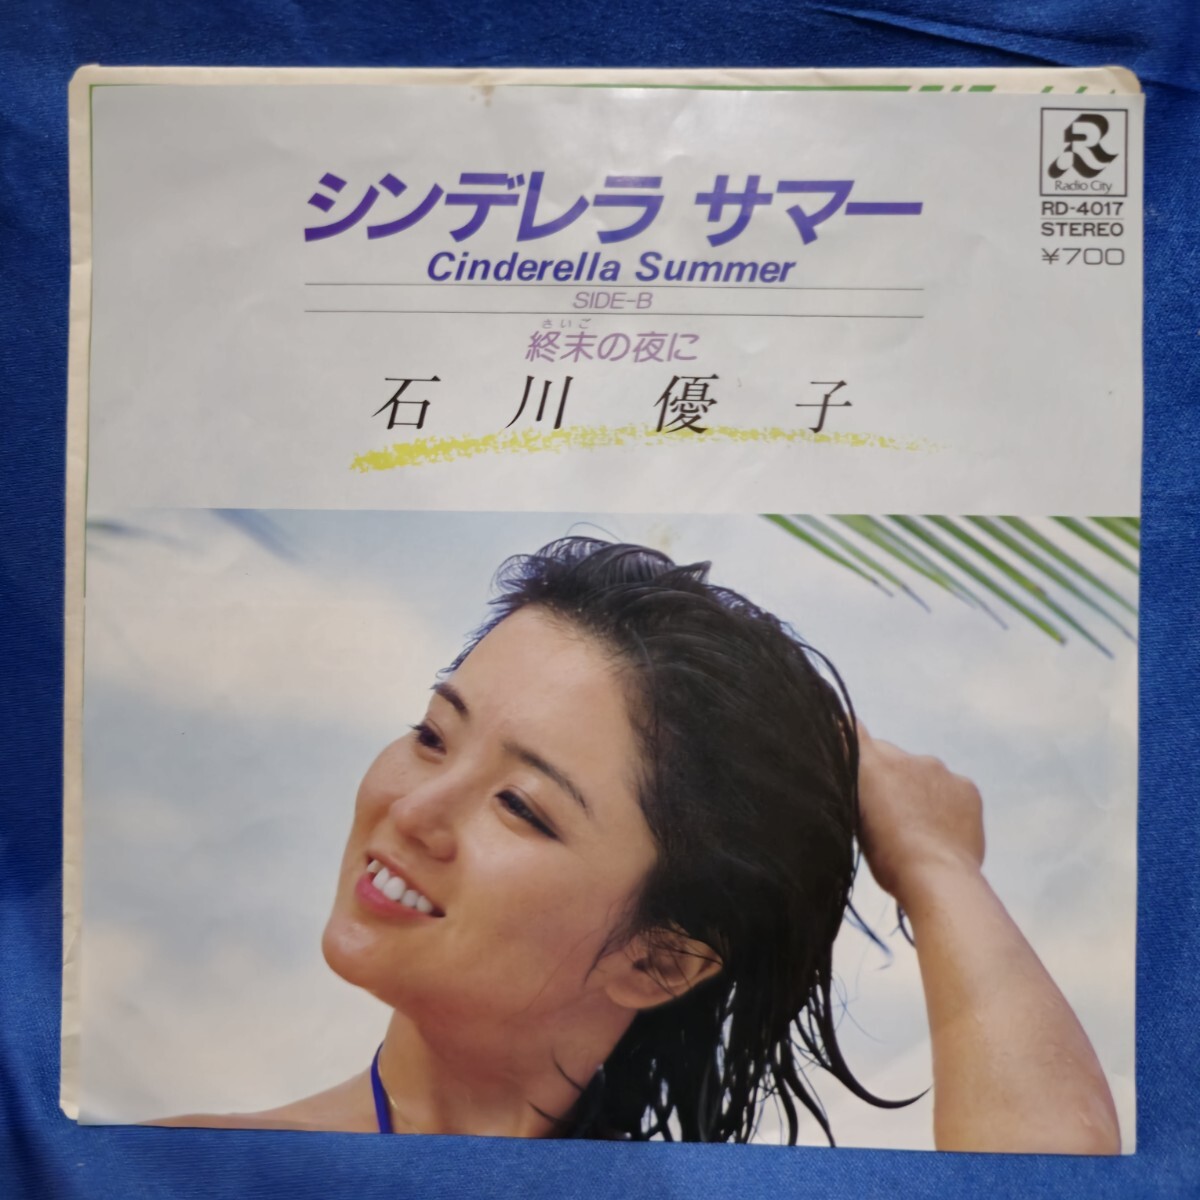 シンデレラ サマー
Cinderella Summer
SIDE-B
さいご
終末の夜に
石川優子
R
Radio City
RD-4017
STEREO
¥700